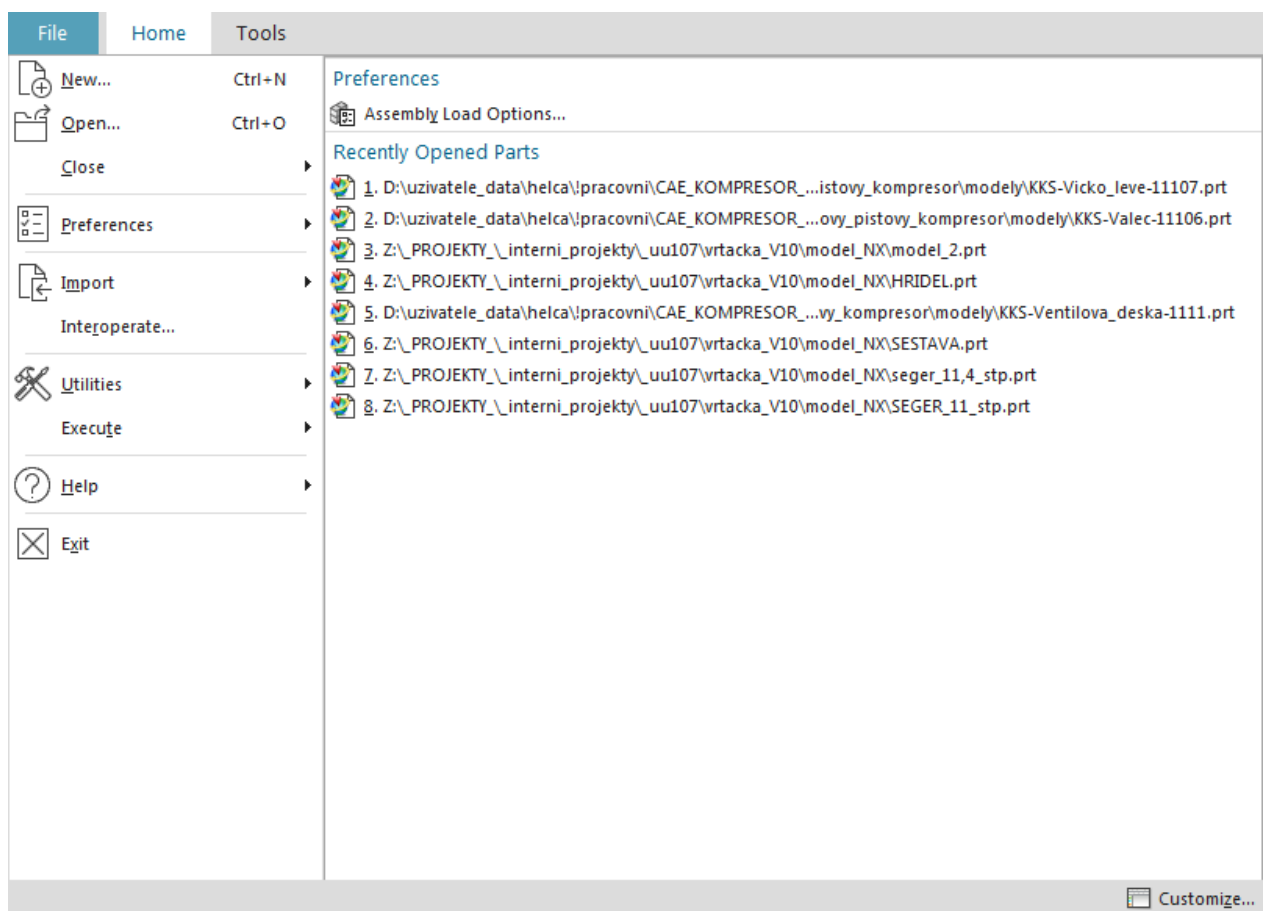 File Home Tools
New... Ctrl+N
Open... Ctrl+O
Close
Preferences
Import
Interoperate...
Utilities
Execute
Help
Exit
Preferences
Assembly Load Options...
Recently Opened Parts
1. D:\uzivatele_data\helca\!pracovni\CAE_KOMPRESOR_...istovy_kompresor\modely\KKS-Vicko_leve-11107.prt
2. D:\uzivatele_data\helca\!pracovni\CAE_KOMPRESOR_...ovy_pistovy_kompresor\modely\KKS-Valec-11106.prt
3. Z:\_PROJEKTY_\_interni_projekty\_uu107\vrtacka_V10\model_NX\model_2.prt
4. Z:\_PROJEKTY_\_interni_projekty\_uu107\vrtacka_V10\model_NX\HRIDEL.prt
5. D:\uzivatele_data\helca\!pracovni\CAE_KOMPRESOR_...vy_kompresor\modely\KKS-Ventilova_deska-1111.prt
6. Z:\_PROJEKTY_\_interni_projekty\_uu107\vrtacka_V10\model_NX\SESTAVA.prt
7. Z:\_PROJEKTY_\_interni_projekty\_uu107\vrtacka_V10\model_NX\seger_11,4_stp.prt
8. Z:\_PROJEKTY_\_interni_projekty\_uu107\vrtacka_V10\model_NX\SEGER_11_stp.prt
Customize...